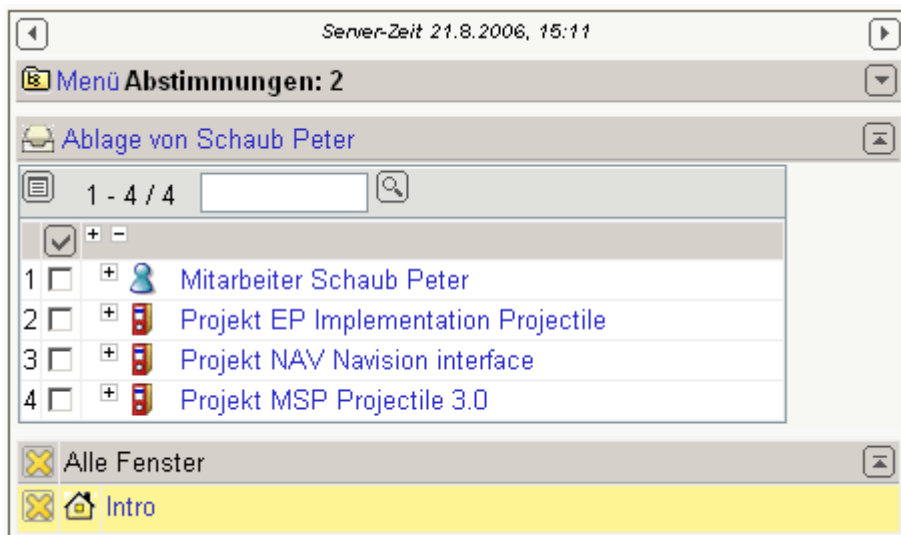 Server-Zeit 21.8.2006, 15:11
Menü Abstimmungen: 2
Ablage von Schaub Peter
1 - 4 / 4
1 Mitarbeiter Schaub Peter
2 Projekt EP Implementation Projectile
3 Projekt NAV Navision interface
4 Projekt MSP Projectile 3.0
Alle Fenster
Intro